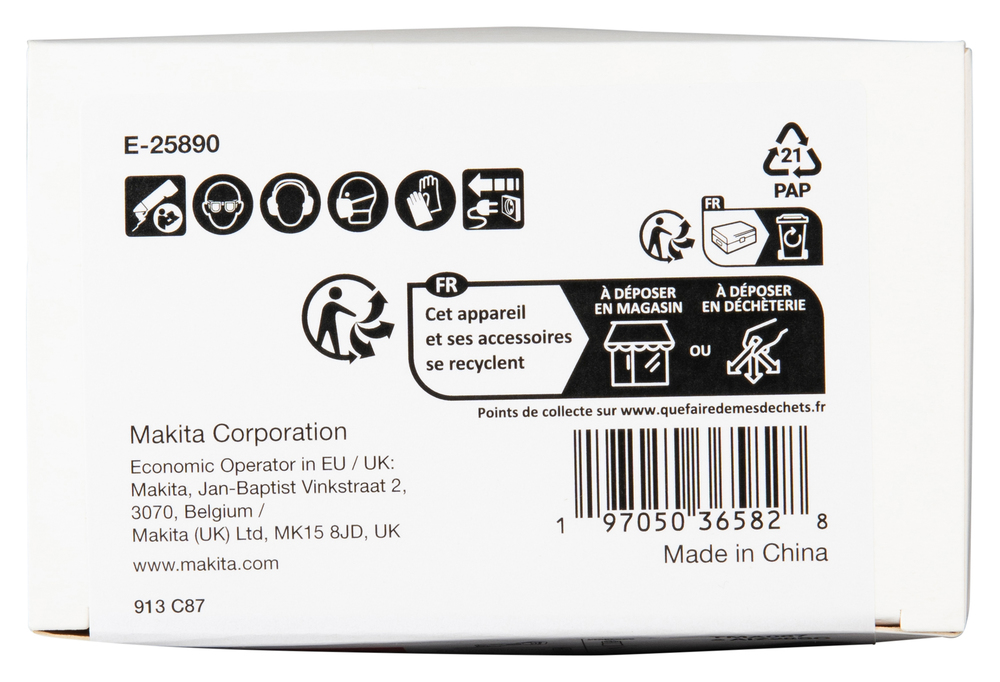 E-25890
21
PAP
FR
FR
Cet appareil
et ses accessoires
se recyclent
À DÉPOSER
EN MAGASIN
OU
À DÉPOSER
EN DÉCHÈTERIE
Points de collecte sur www.quefairedemesdechets.fr
Makita Corporation
Economic Operator in EU / UK:
Makita, Jan-Baptist Vinkstraat 2,
3070, Belgium /
Makita (UK) Ltd, MK15 8JD, UK
www.makita.com
913 C87
1 97050 36582 8
Made in China